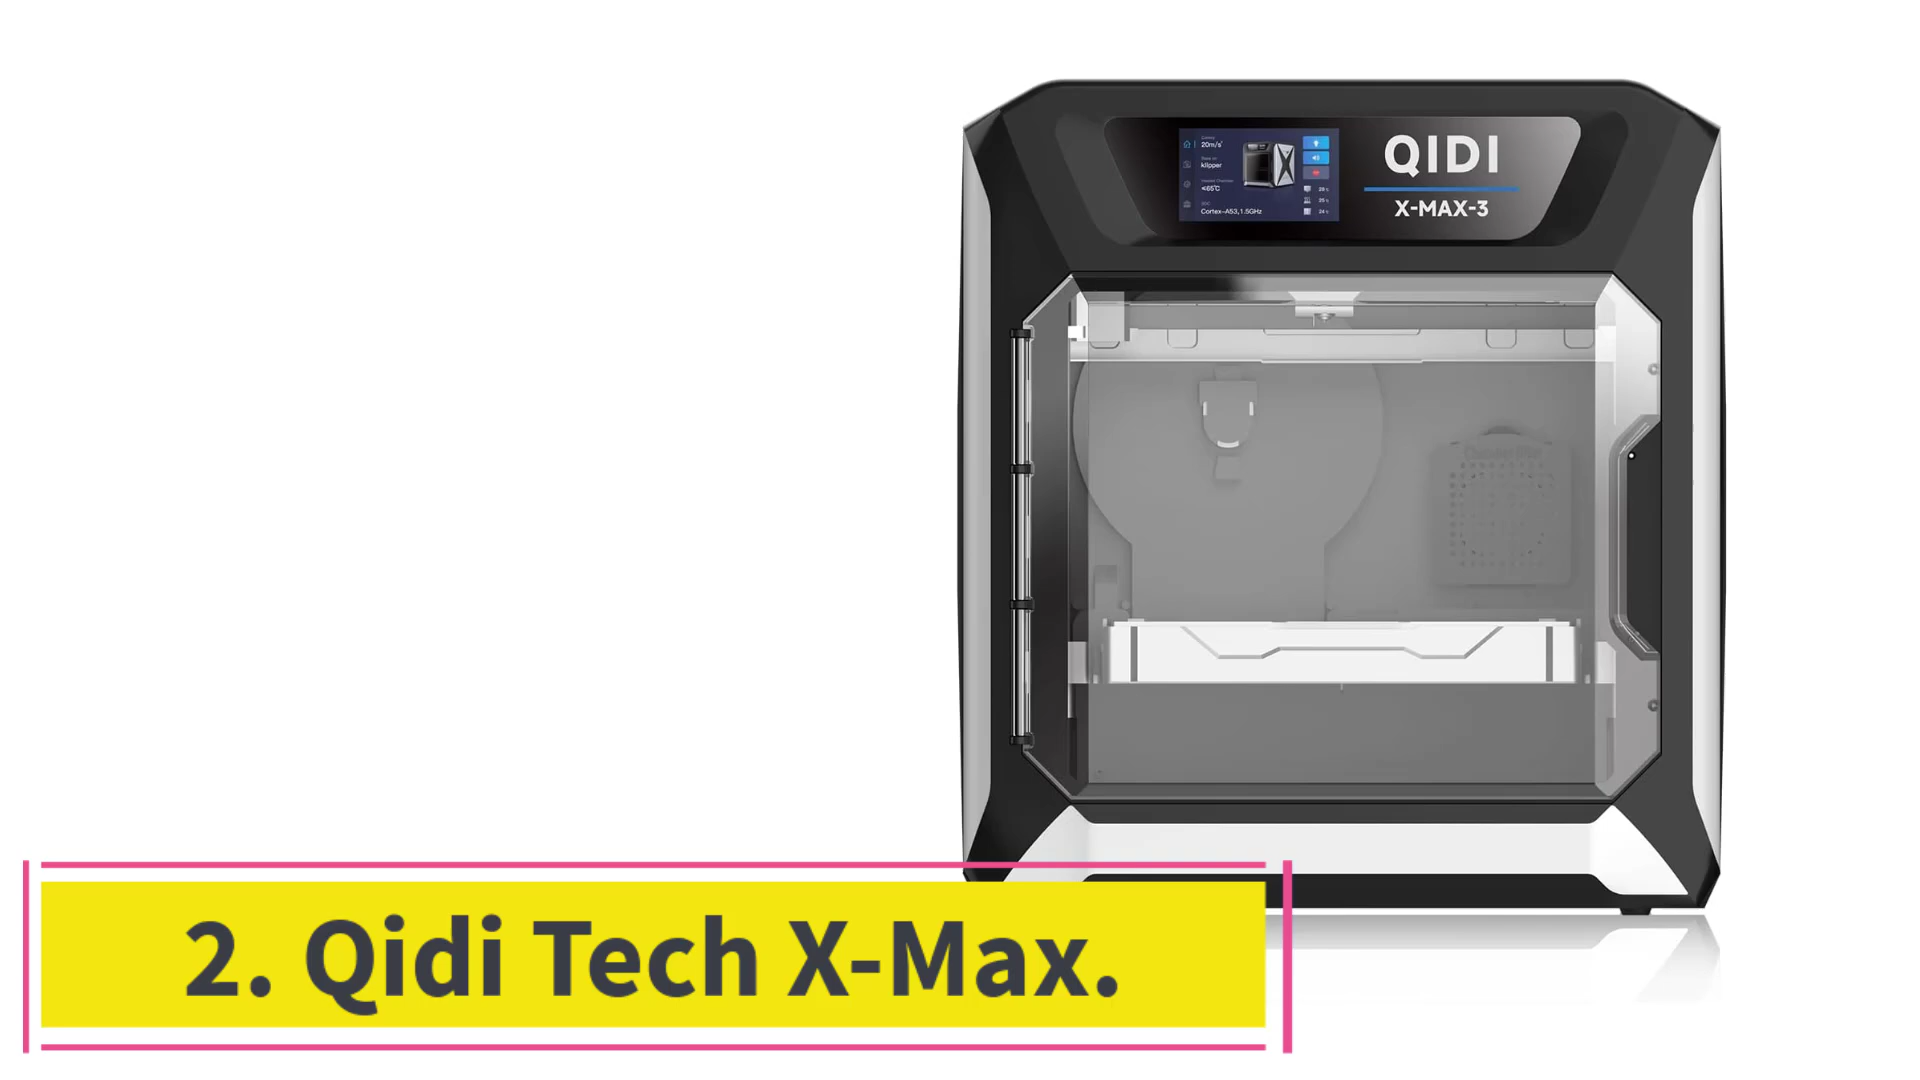 20m/s²
klipper
≤65℃
Cortex-A53,1.5GHz
QIDI
X-MAX-3
2. Qidi Tech X-Max.